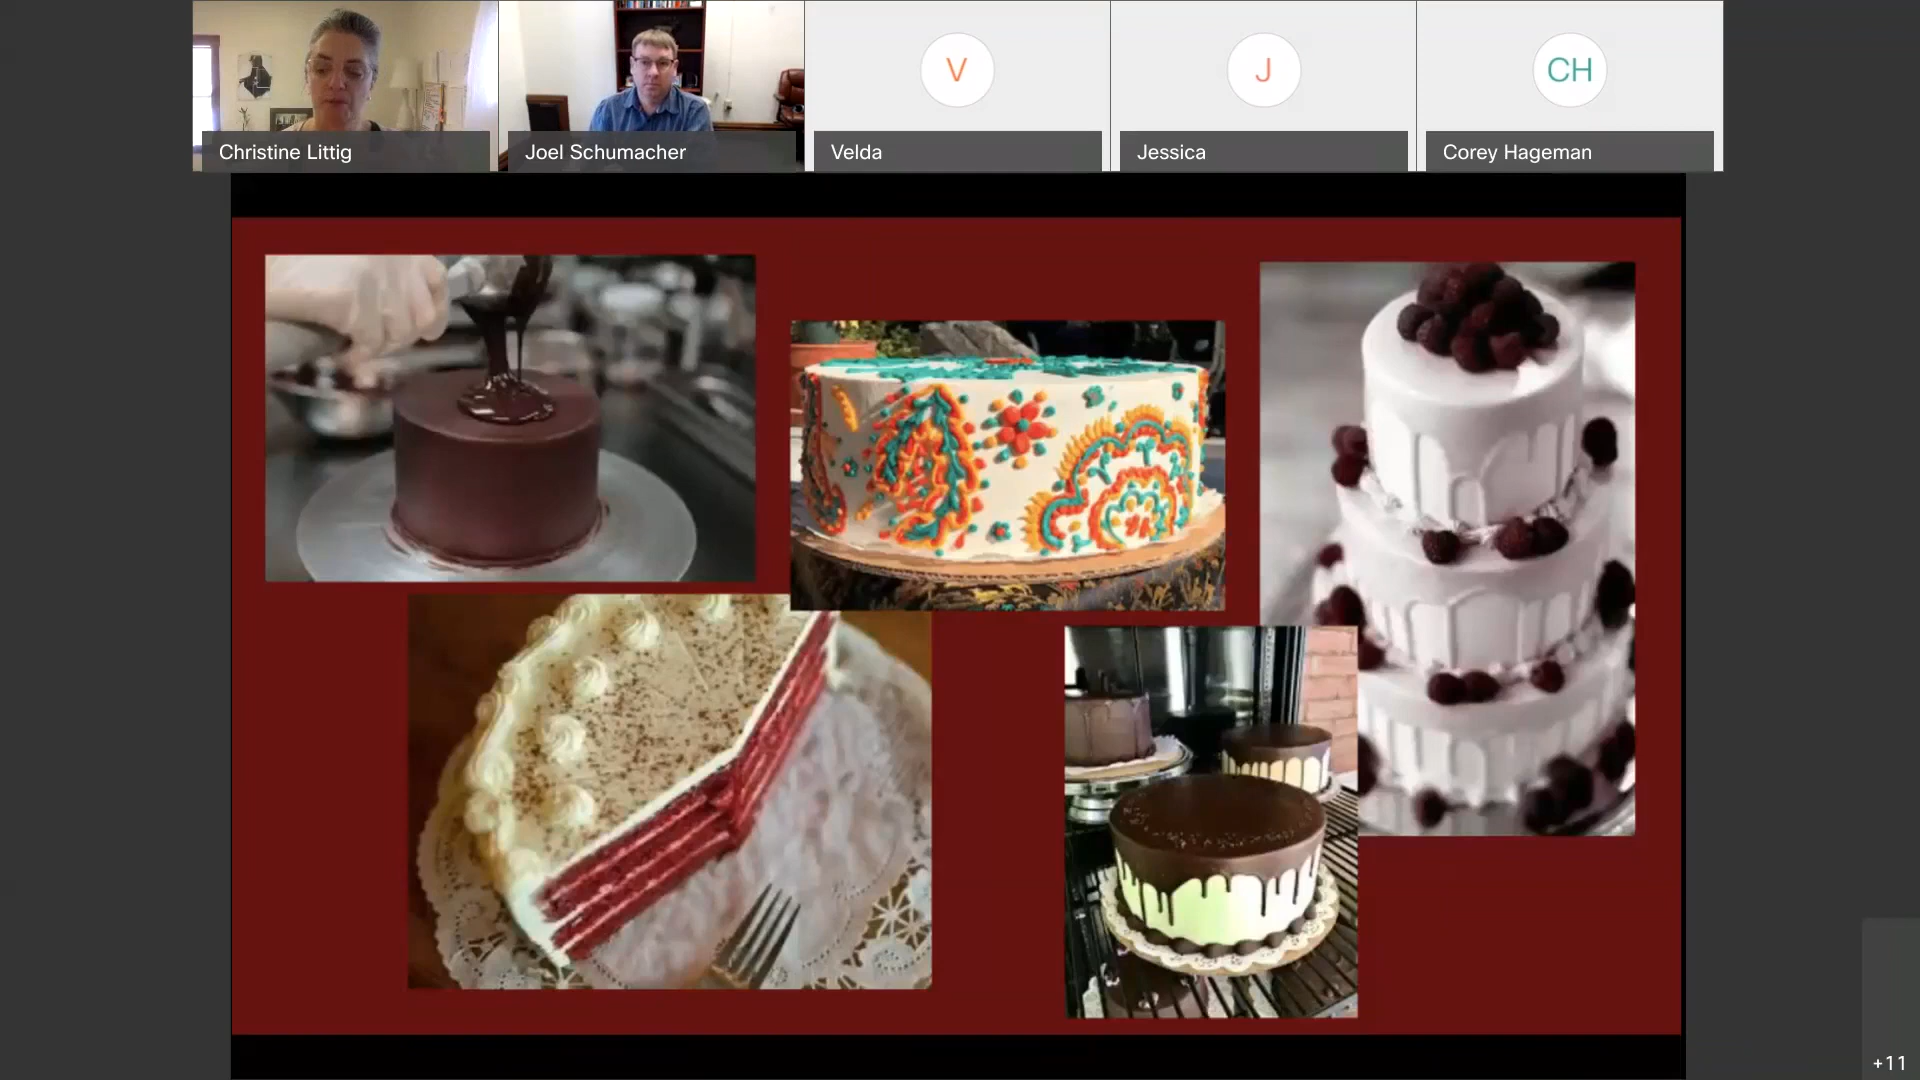 V
J
CH
Christine Littig
Joel Schumacher
Velda
Jessica
Corey Hageman
+11